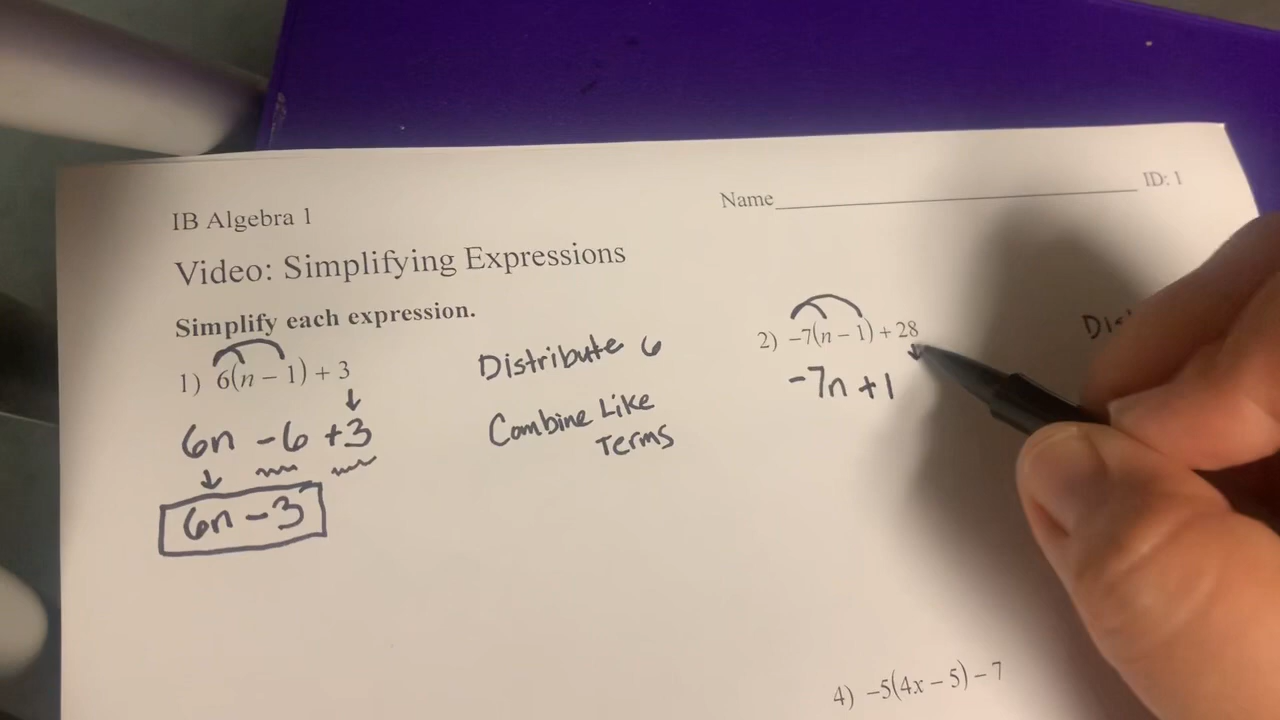 IB Algebra 1
Name ID: 1
Video: Simplifying Expressions
Simplify each expression.
1) 6(n − 1) + 3
6n -6 +3
6n - 3
Distribute 6
Combine Like
Terms
2) −7(n − 1) + 28
-7n +1
4) −5(4x − 5) − 7